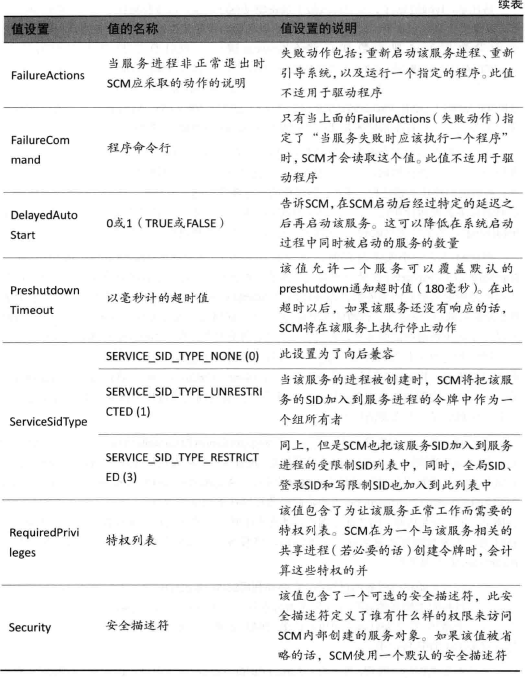 续表
值设置 值的名称 值设置的说明
FailureActions
当服务进程非正常退出时
SCM应采取的动作的说明
失败动作包括：重新启动该服务进程、重新
引导系统，以及运行一个指定的程序。此值
不适用于驱动程序
FailureCom
mand
程序命令行
只有当上面的FailureActions（失败动作）指
定了“当服务失败时应该执行一个程序”
时，SCM才会读取这个值。此值不适用于驱
动程序
DelayedAuto
Start
0或1（TRUE或FALSE）
告诉SCM，在SCM启动后经过特定的延迟之
后再启动该服务。这可以降低在系统启动
过程中同时被启动的服务的数量
Preshutdown
Timeout
以毫秒计的超时值
该值允许一个服务可以覆盖默认的
preshutdown通知超时值（180毫秒）。在此
超时以后，如果该服务还没有响应的话，
SCM将在该服务上执行停止动作
ServiceSidType
SERVICE_SID_TYPE_NONE (0)
此设置为了向后兼容
SERVICE_SID_TYPE_UNRESTRI
CTED (1)
当该服务的进程被创建时，SCM将把该服
务的SID加入到服务进程的令牌中作为一
个组所有者
SERVICE_SID_TYPE_RESTRICT
ED (3)
同上，但是SCM也把该服务SID加入到服务
进程的受限制SID列表中，同时，全局SID、
登录SID和写限制SID也加入到此列表中
RequiredPrivi
leges
特权列表
该值包含了为让该服务正常工作而需要的
特权列表。SCM在为一个与该服务相关的
共享进程（若必要的话）创建令牌时，会计
算这些特权的并
Security
安全描述符
该值包含了一个可选的安全描述符，此安
全描述符定义了谁有什么样的权限来访问
SCM内部创建的服务对象。如果该值被省
略的话，SCM使用一个默认的安全描述符